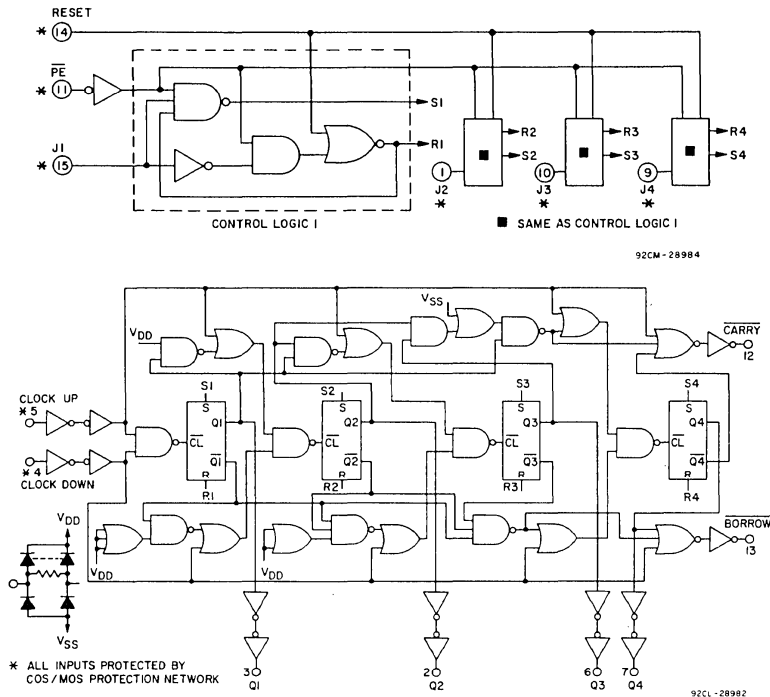 RESET
* 14
PE
* 11
J1
* 15
S1
R1
CONTROL LOGIC I
R2
S2
1
J2
*
R3
S3
10
J3
*
R4
S4
9
J4
*
■ SAME AS CONTROL LOGIC I
92CM-28984
VDD
VSS
CARRY
12
CLOCK UP
* 5
* 4
CLOCK DOWN
S1
S
Q1
CL
Q1
R
R1
S2
S
Q2
CL
Q2
R
R2
S3
S
Q3
CL
Q3
R
R3
S4
S
Q4
CL
Q4
R
R4
VDD
VDD
BORROW
13
VDD
VSS
3
Q1
2
Q2
6
Q3
7
Q4
* ALL INPUTS PROTECTED BY
COS/MOS PROTECTION NETWORK
92CL-28982